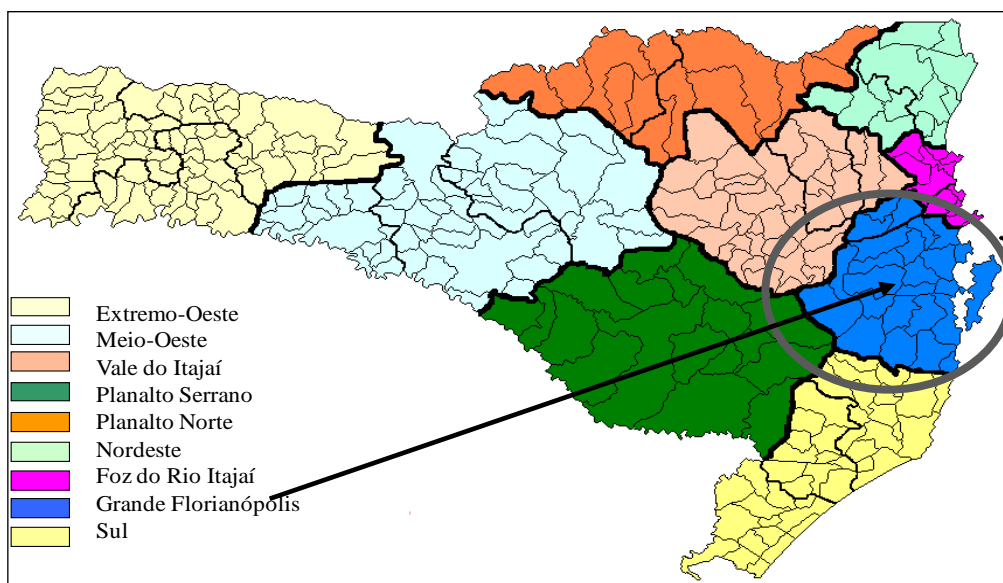 Extremo-Oeste
Meio-Oeste
Vale do Itajaí
Planalto Serrano
Planalto Norte
Nordeste
Foz do Rio Itajaí
Grande Florianópolis
Sul